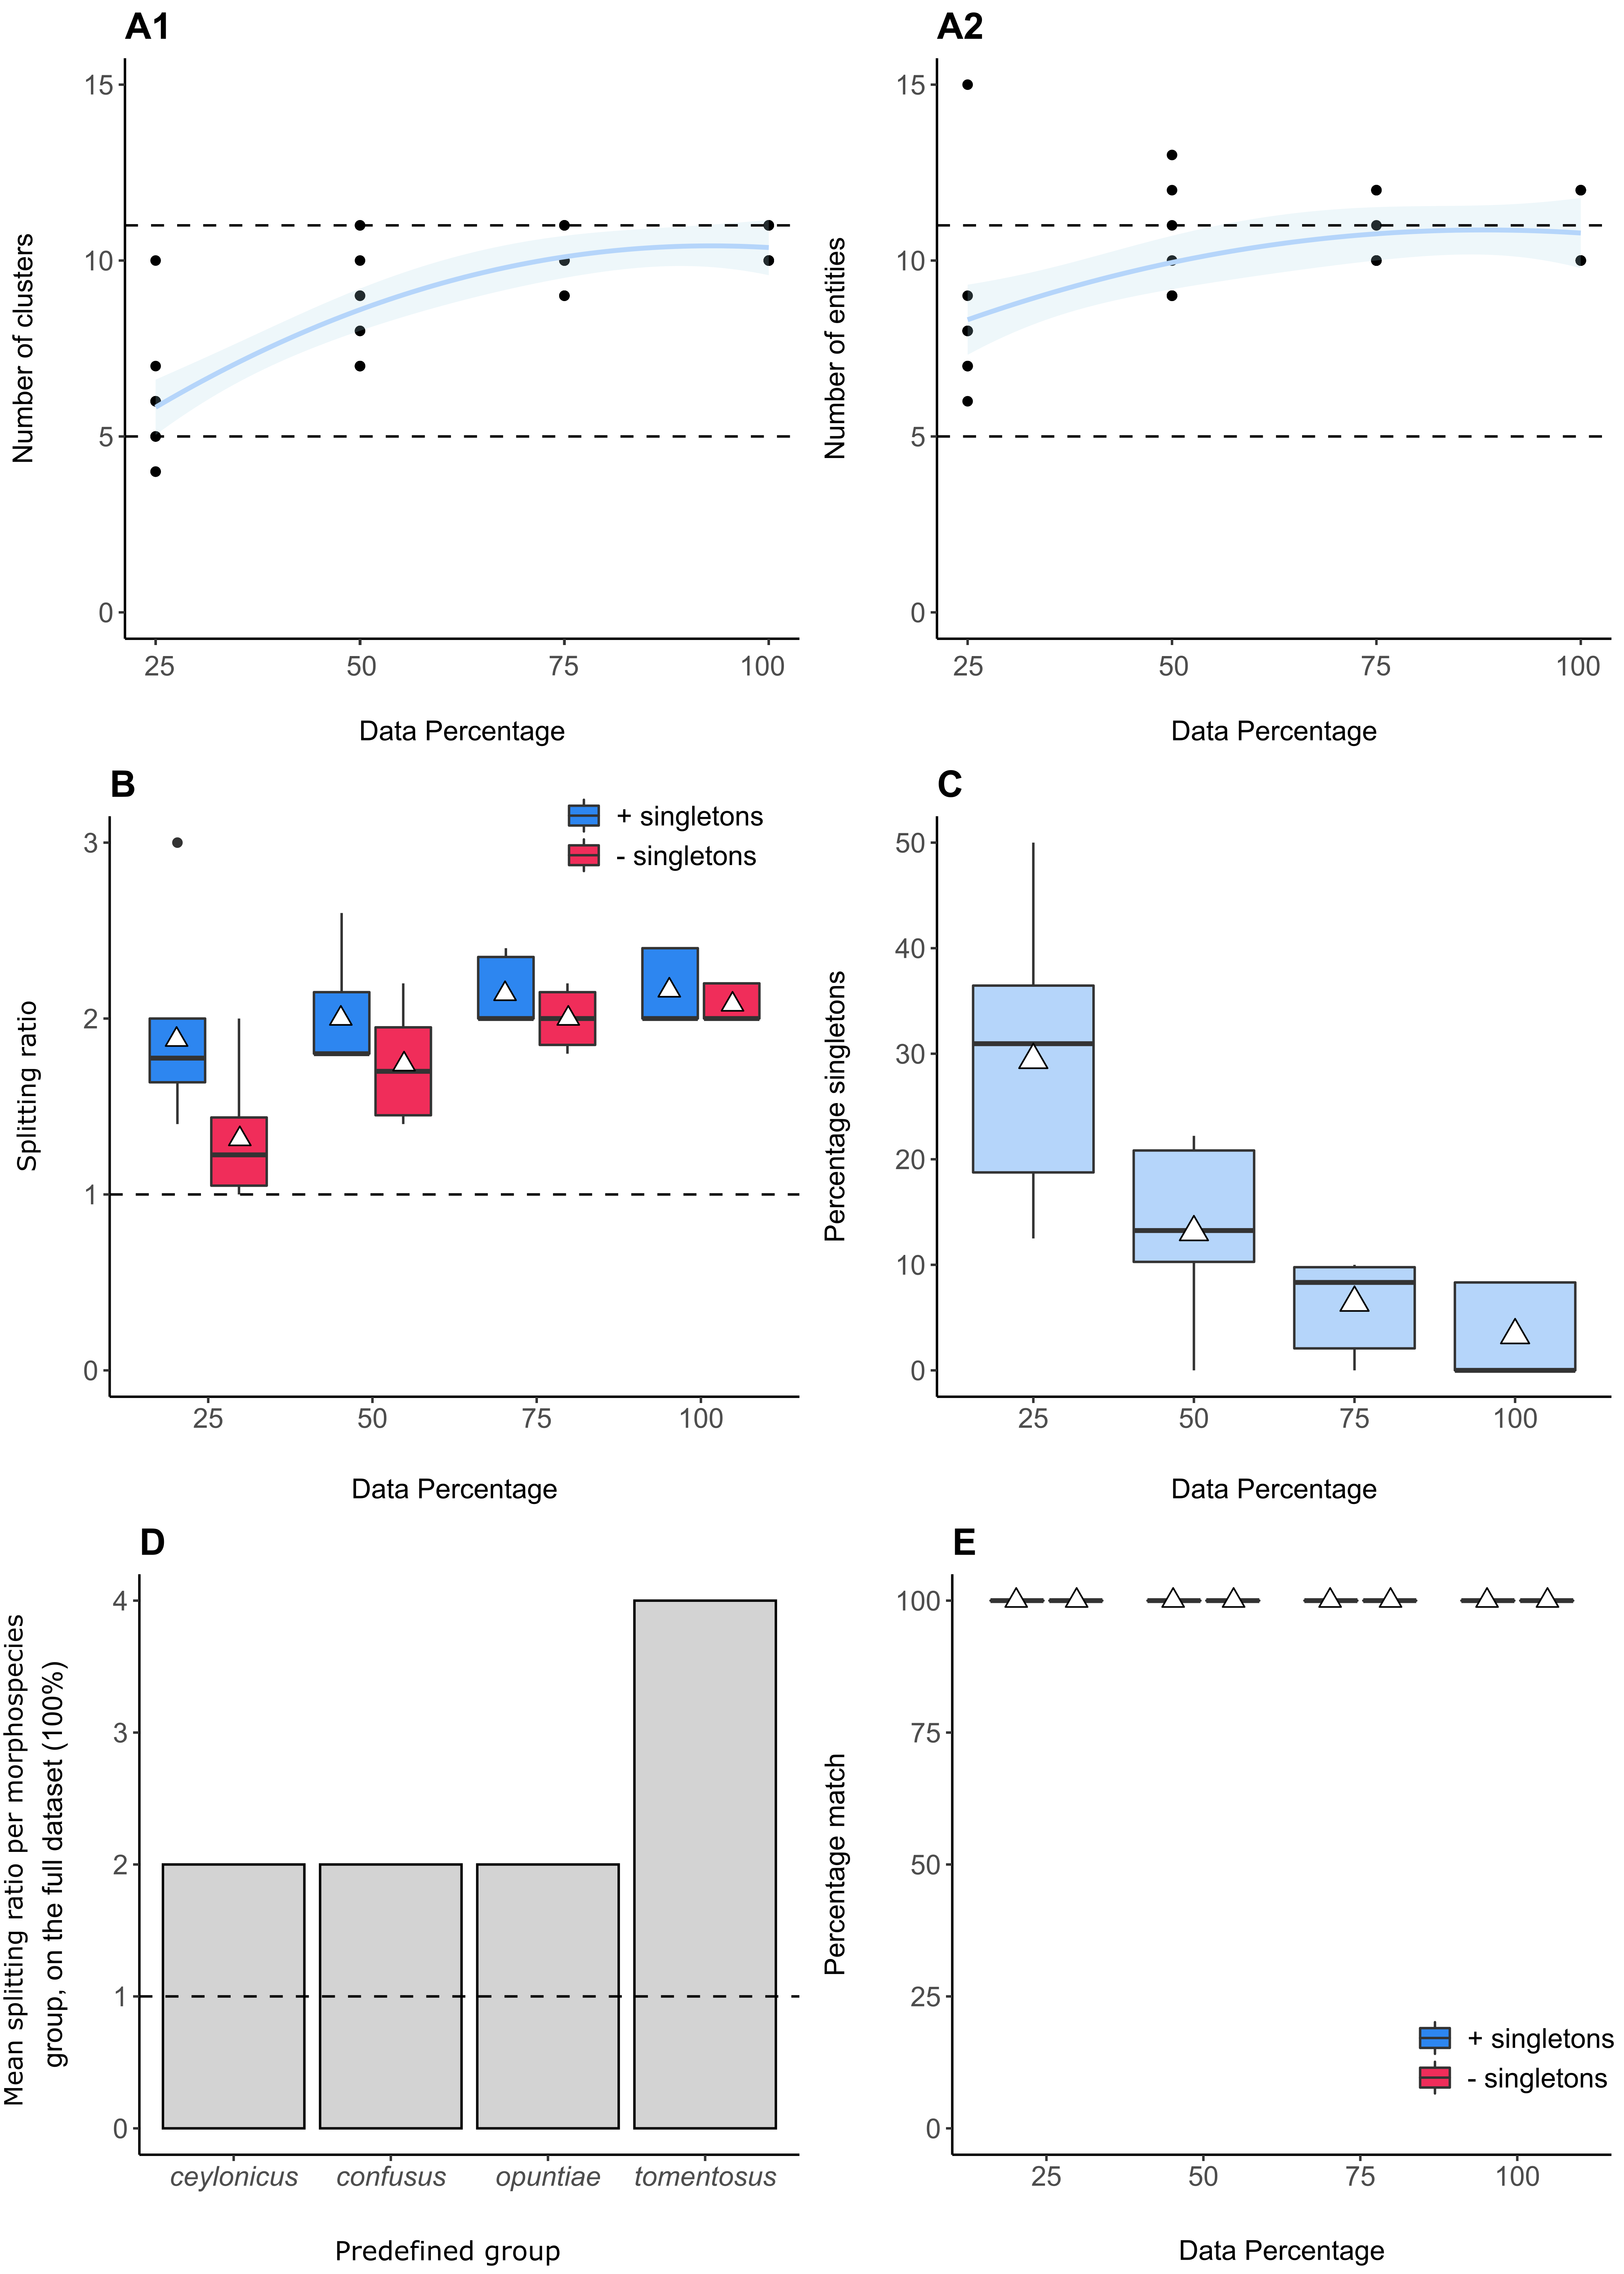 A1
15
10
5
0
Number of clusters
25 50 75 100
Data Percentage
A2
15
10
5
0
Number of entities
25 50 75 100
Data Percentage
B
+ singletons
- singletons
3
2
1
0
Splitting ratio
25 50 75 100
Data Percentage
C
50
40
30
20
10
0
Percentage singletons
25 50 75 100
Data Percentage
D
4
3
2
1
0
Mean splitting ratio per morphospecies
group, on the full dataset (100%)
ceylonicus confusus opuntiae tomentosus
Predefined group
E
100
75
50
25
0
Percentage match
+ singletons
- singletons
25 50 75 100
Data Percentage